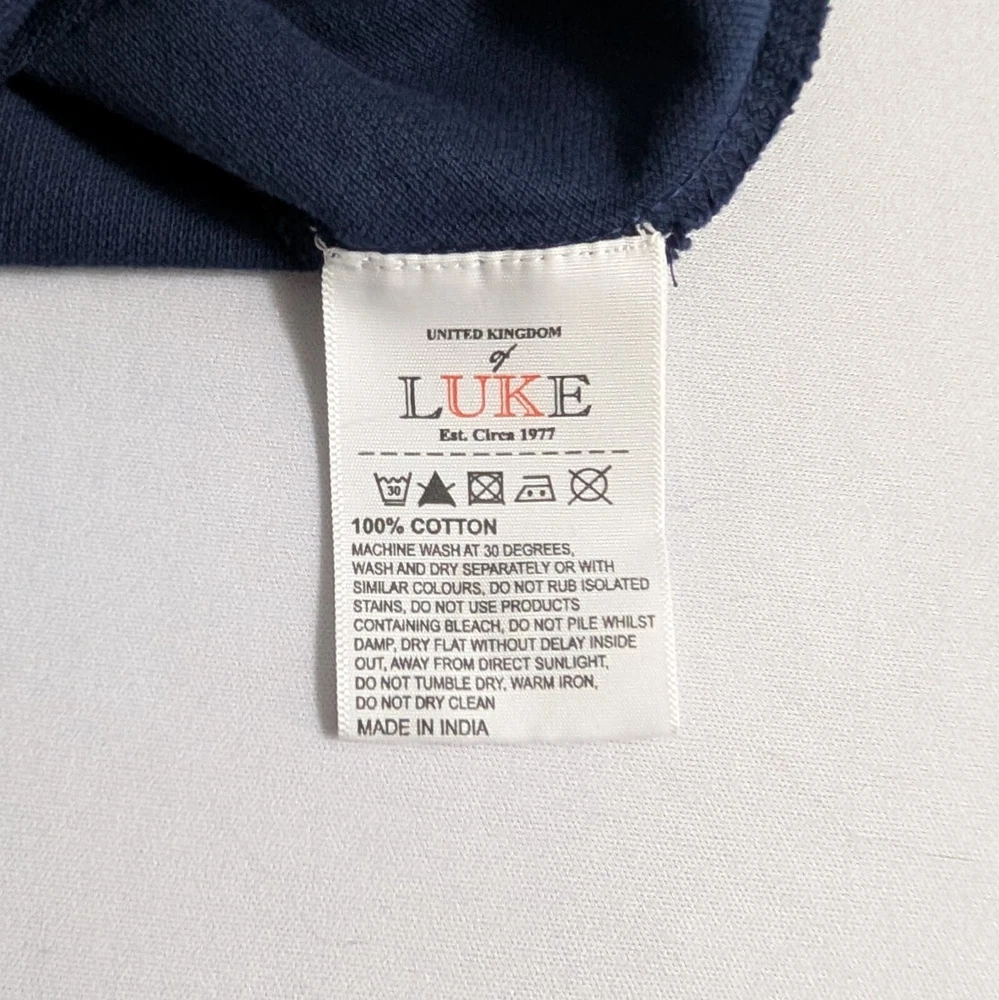 UNITED KINGDOM
of
LUKE
Est. Circa 1977
30
100% COTTON
MACHINE WASH AT 30 DEGREES,
WASH AND DRY SEPARATELY OR WITH
SIMILAR COLOURS, DO NOT RUB ISOLATED
STAINS, DO NOT USE PRODUCTS
CONTAINING BLEACH, DO NOT PILE WHILST
DAMP, DRY FLAT WITHOUT DELAY INSIDE
OUT, AWAY FROM DIRECT SUNLIGHT,
DO NOT TUMBLE DRY, WARM IRON,
DO NOT DRY CLEAN
MADE IN INDIA